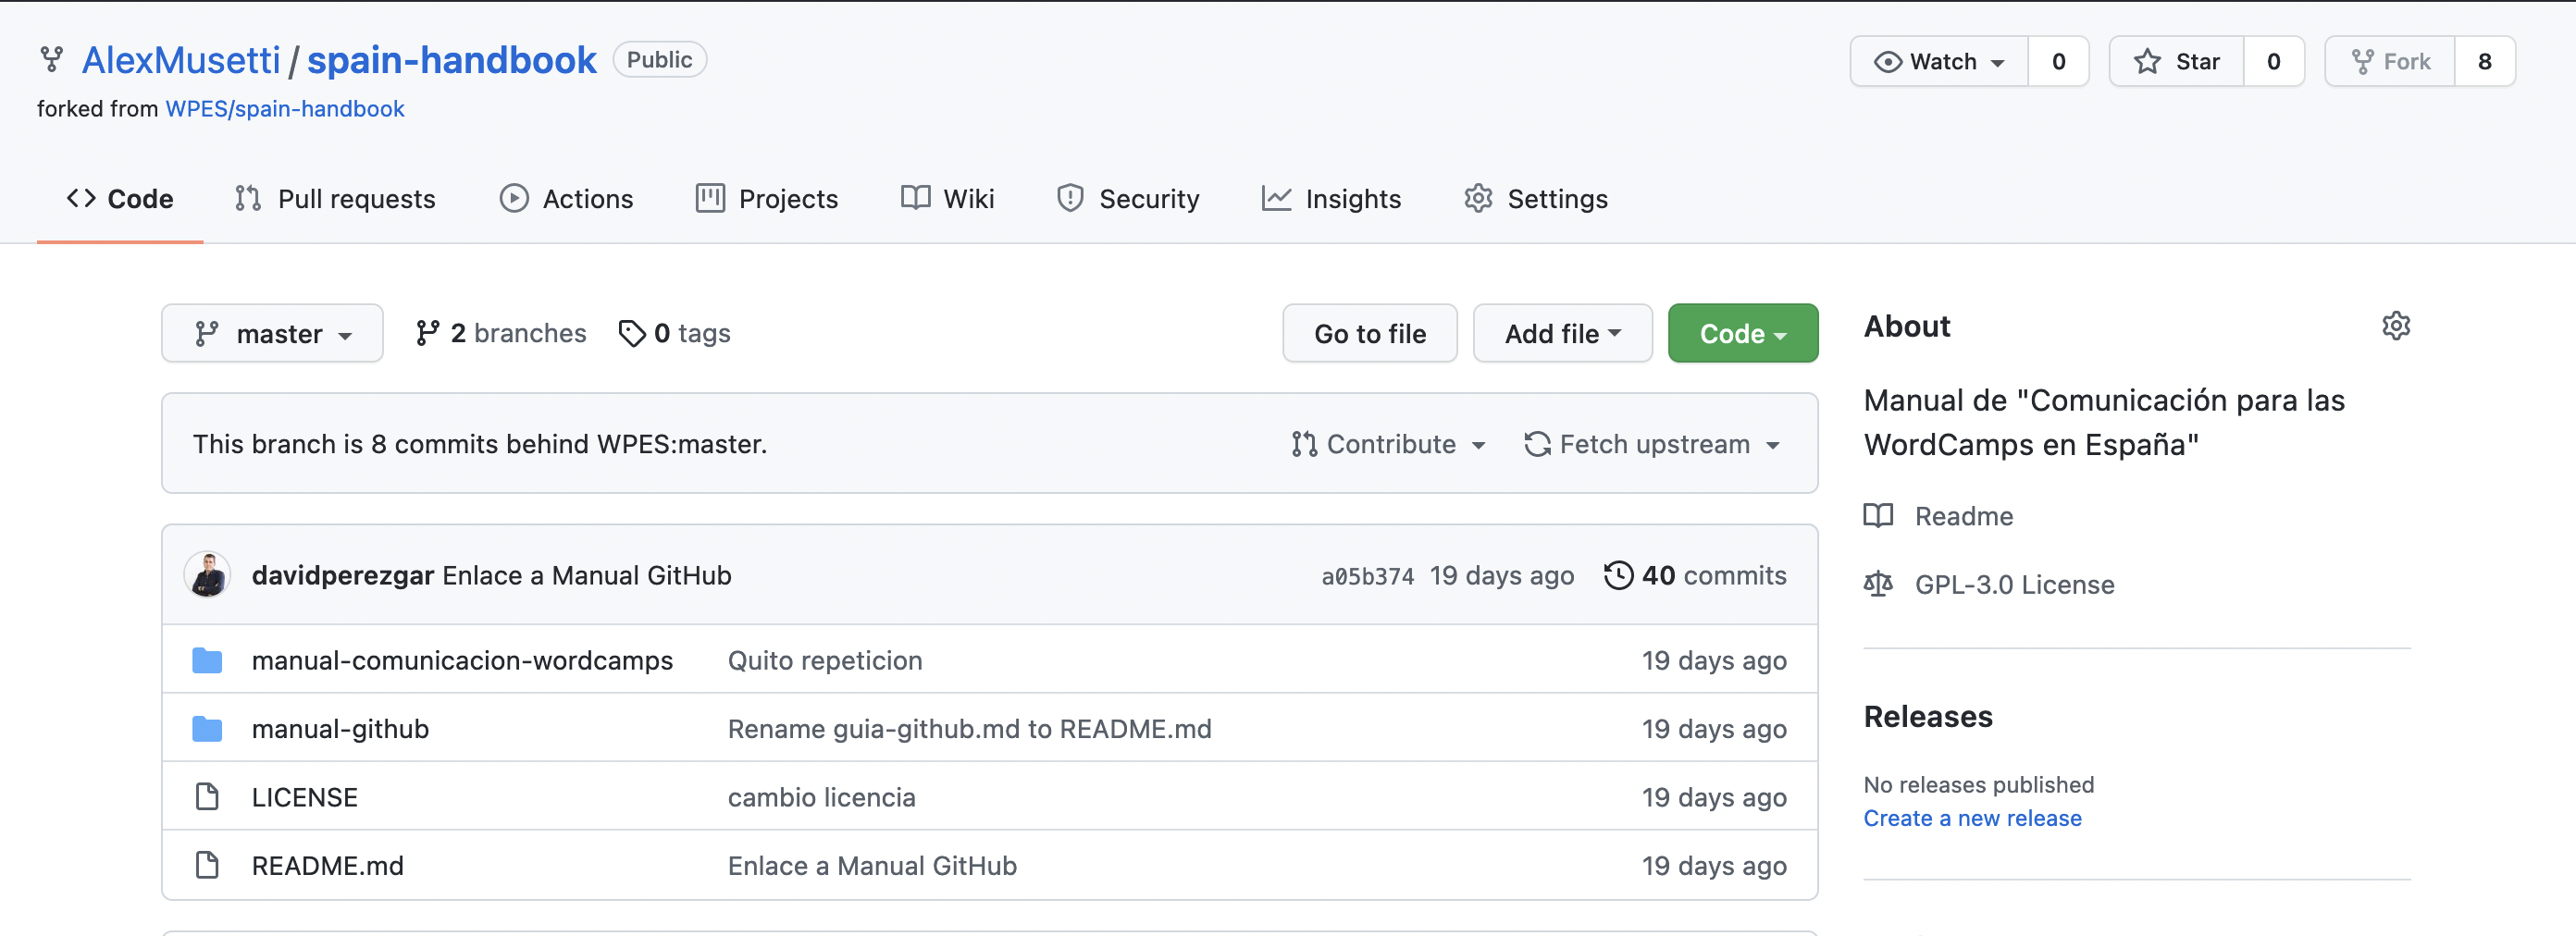 AlexMusetti / spain-handbook Public
Watch 0 Star 0 Fork 8
forked from WPES/spain-handbook
Code Pull requests Actions Projects Wiki Security Insights Settings
master 2 branches 0 tags Go to file Add file Code
This branch is 8 commits behind WPES:master. Contribute Fetch upstream
davidperezgar Enlace a Manual GitHub a05b374 19 days ago 40 commits
manual-comunicacion-wordcamps Quito repeticion 19 days ago
manual-github Rename guia-github.md to README.md 19 days ago
LICENSE cambio licencia 19 days ago
README.md Enlace a Manual GitHub 19 days ago
About
Manual de "Comunicación para las
WordCamps en España"
Readme
GPL-3.0 License
Releases
No releases published
Create a new release